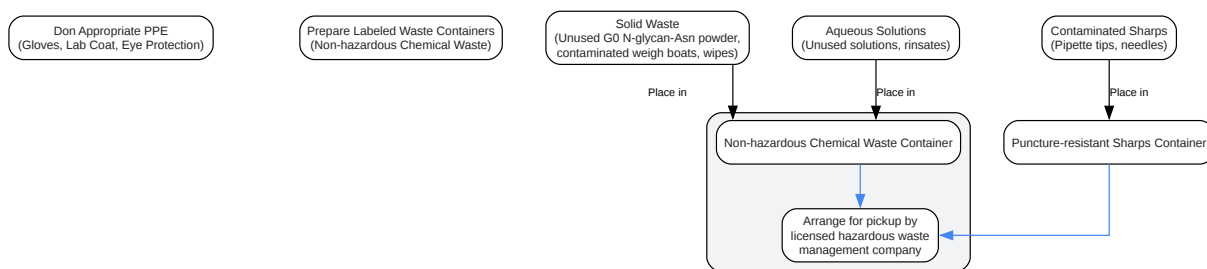 Don Appropriate PPE
(Gloves, Lab Coat, Eye Protection)
Prepare Labeled Waste Containers
(Non-hazardous Chemical Waste)
Solid Waste
(Unused G0 N-glycan-Asn powder,
contaminated weigh boats, wipes)
Aqueous Solutions
(Unused solutions, rinsates)
Contaminated Sharps
(Pipette tips, needles)
Place in
Place in
Place in
Non-hazardous Chemical Waste Container
Puncture-resistant Sharps Container
Arrange for pickup by
licensed hazardous waste
management company